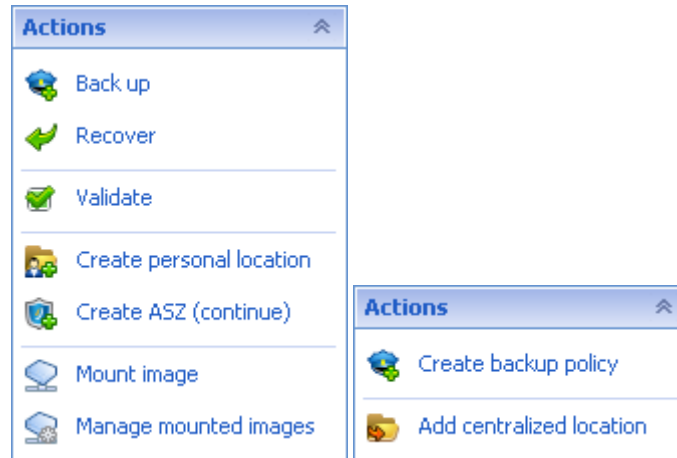 Actions
Back up
Recover
Validate
Create personal location
Create ASZ (continue)
Mount image
Manage mounted images
Actions
Create backup policy
Add centralized location